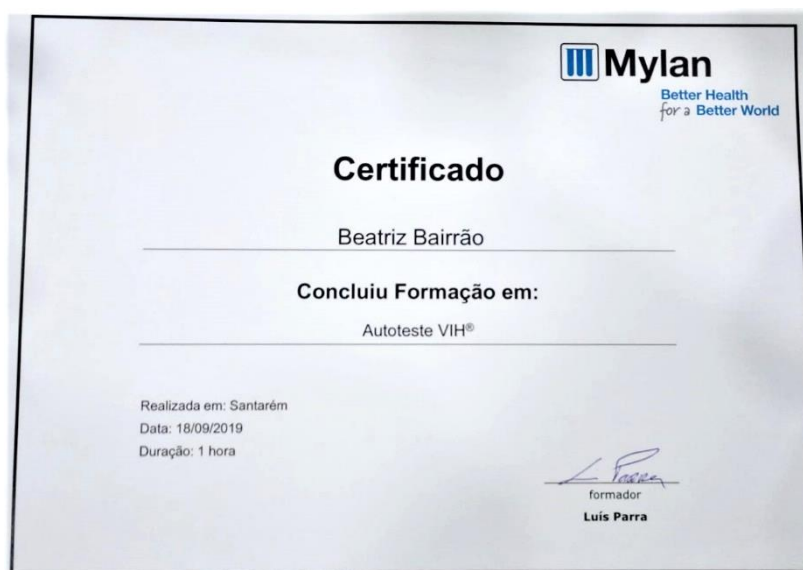 Mylan
Better Health
for a Better World
Certificado
Beatriz Bairrão
Concluiu Formação em:
Autoteste VIH®
Realizada em: Santarém
Data: 18/09/2019
Duração: 1 hora
L Parra
formador
Luís Parra